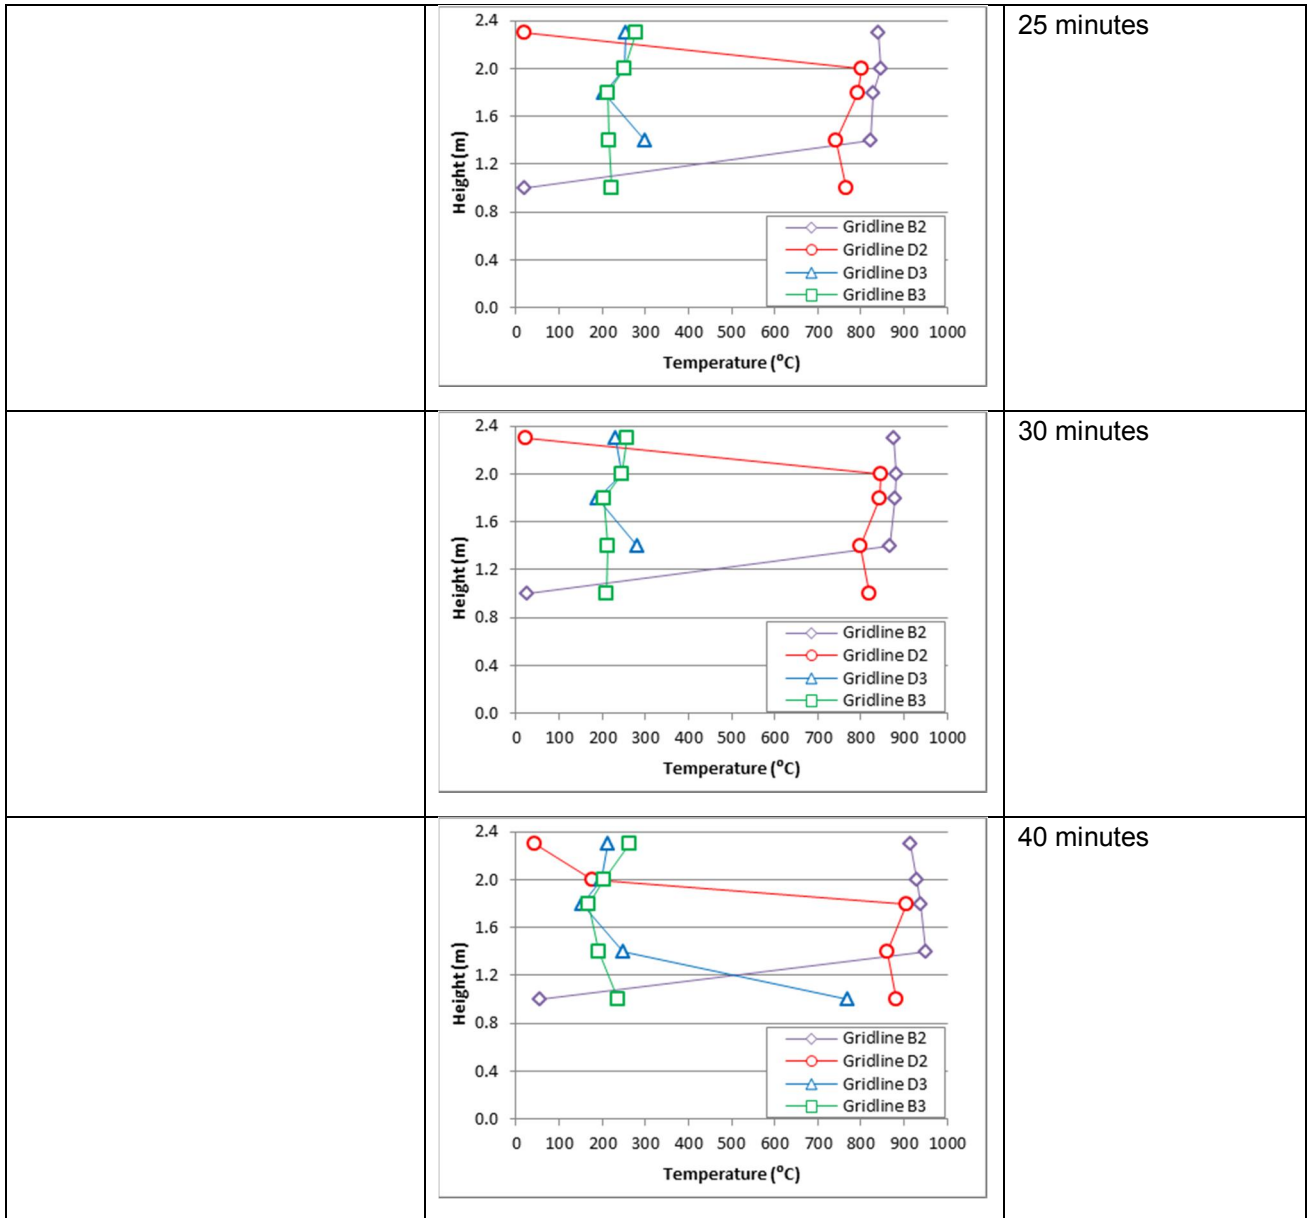 25 minutes
2.4
2.0
1.6
1.2
0.8
0.4
0.0
Height (m)
Gridline B2
Gridline D2
Gridline D3
Gridline B3
0 100 200 300 400 500 600 700 800 900 1000
Temperature (⁰C)
30 minutes
2.4
2.0
1.6
1.2
0.8
0.4
0.0
Height (m)
Gridline B2
Gridline D2
Gridline D3
Gridline B3
0 100 200 300 400 500 600 700 800 900 1000
Temperature (⁰C)
40 minutes
2.4
2.0
1.6
1.2
0.8
0.4
0.0
Height (m)
Gridline B2
Gridline D2
Gridline D3
Gridline B3
0 100 200 300 400 500 600 700 800 900 1000
Temperature (⁰C)